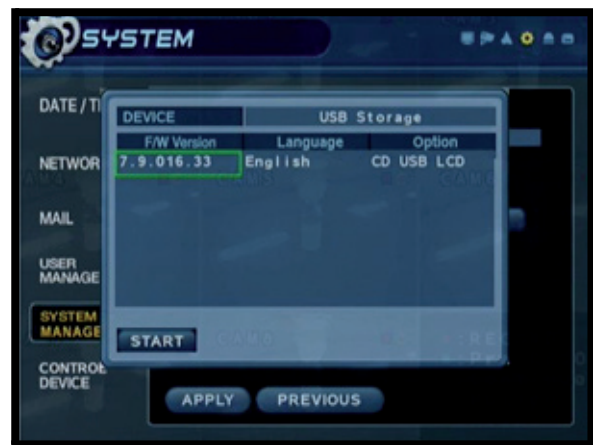 SYSTEM
DATE / TI
DEVICE USB Storage
F/W Version Language Option
7.9.016.33 English CD USB LCD
NETWOR
MAIL
USER
MANAGE
SYSTEM
MANAGE
START
CONTROL
DEVICE
APPLY PREVIOUS